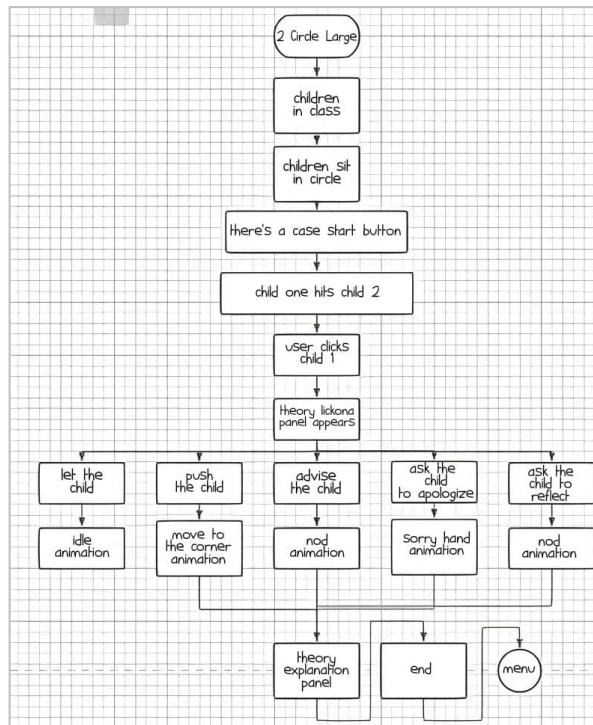 2 Circle Large
children
in class
children sit
in circle
there's a case start button
child one hits child 2
user clicks
child 1
theory lickona
panel appears
let the
child
push
the child
advise
the child
ask the
child
to apologize
ask the
child to
reflect
idle
animation
move to
the corner
animation
nod
animation
sorry hand
animation
nod
animation
theory
explanation
panel
end
menu